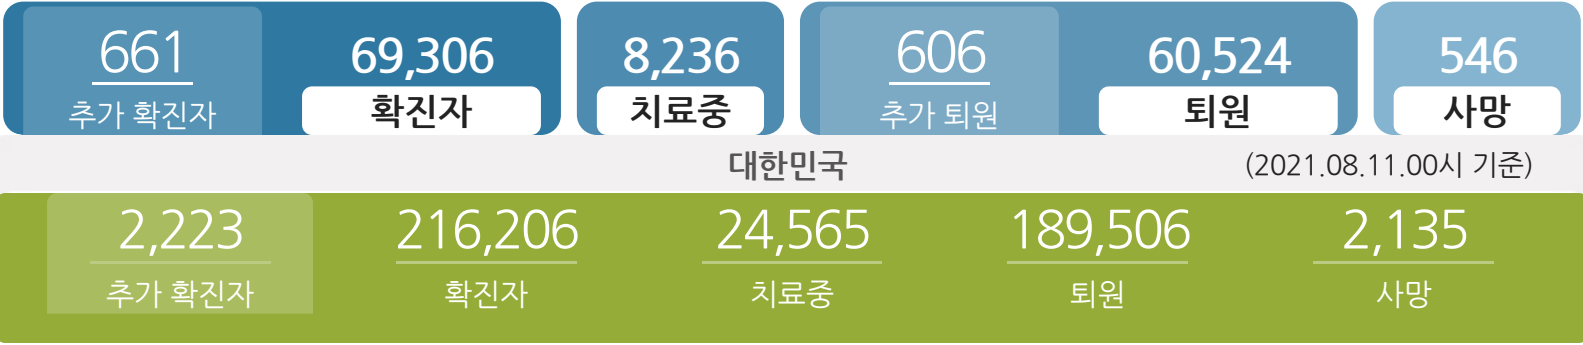 661 69,306 8,236 606 60,524 546
추가 확진자 확진자 치료중 추가 퇴원 퇴원 사망
대한민국 (2021.08.11.00시 기준)
2,223 216,206 24,565 189,506 2,135
추가 확진자 확진자 치료중 퇴원 사망